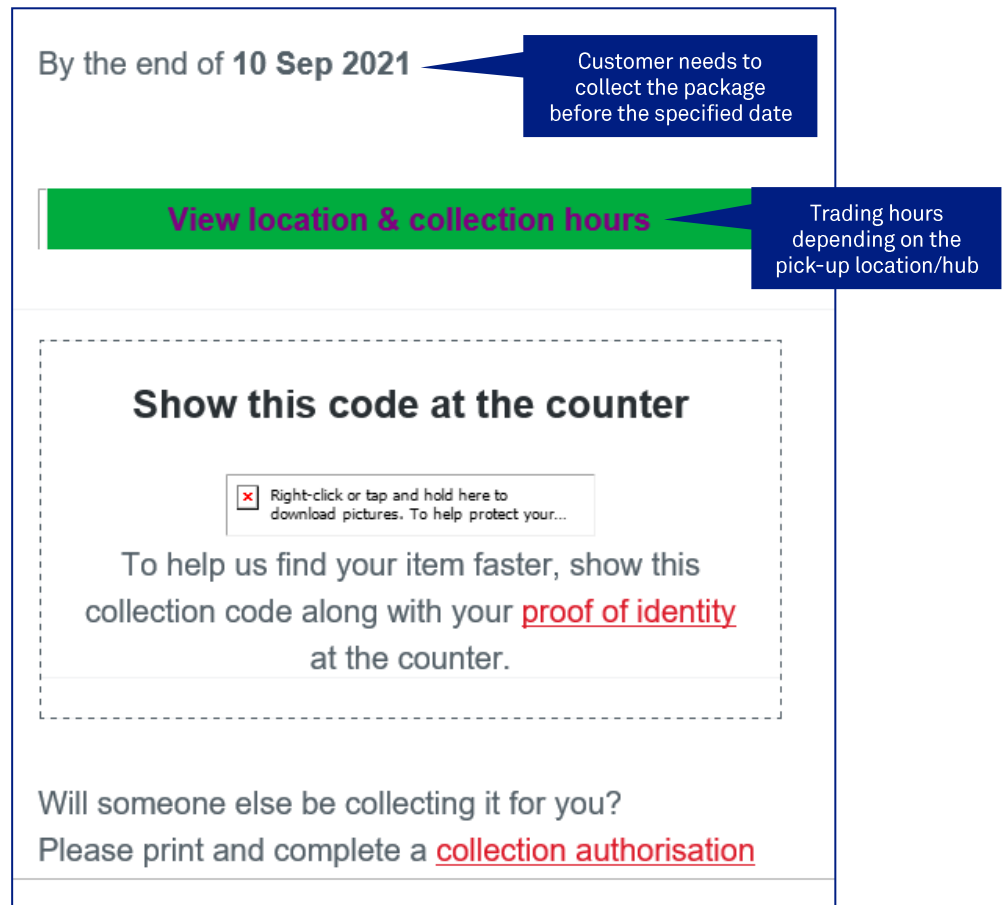 By the end of 10 Sep 2021
Customer needs to
collect the package
before the specified date
View location & collection hours
Trading hours
depending on the
pick-up location/hub
Show this code at the counter
Right-click or tap and hold here to
download pictures. To help protect your...
To help us find your item faster, show this
collection code along with your proof of identity
at the counter.
Will someone else be collecting it for you?
Please print and complete a collection authorisation